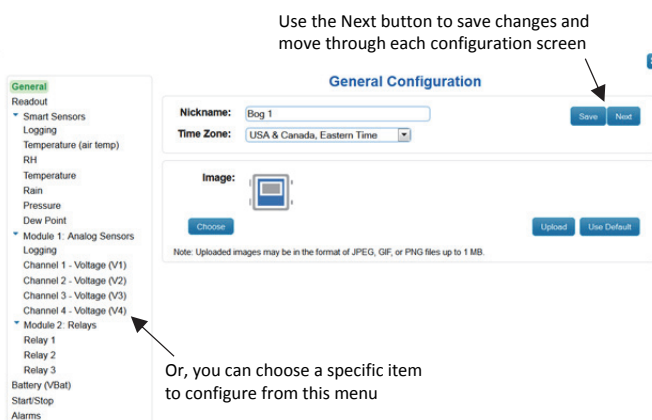 Use the Next button to save changes and
move through each configuration screen
General Configuration
General
Readout
Smart Sensors
Logging
Temperature (air temp)
RH
Temperature
Rain
Pressure
Dew Point
Module 1: Analog Sensors
Logging
Channel 1 - Voltage (V1)
Channel 2 - Voltage (V2)
Channel 3 - Voltage (V3)
Channel 4 - Voltage (V4)
Module 2: Relays
Relay 1
Relay 2
Relay 3
Battery (VBat)
Start/Stop
Alarms
Nickname: Bog 1 Save Next
Time Zone: USA & Canada, Eastern Time
Image:
Choose Upload Use Default
Note: Uploaded images may be in the format of JPEG, GIF, or PNG files up to 1 MB.
Or, you can choose a specific item
to configure from this menu